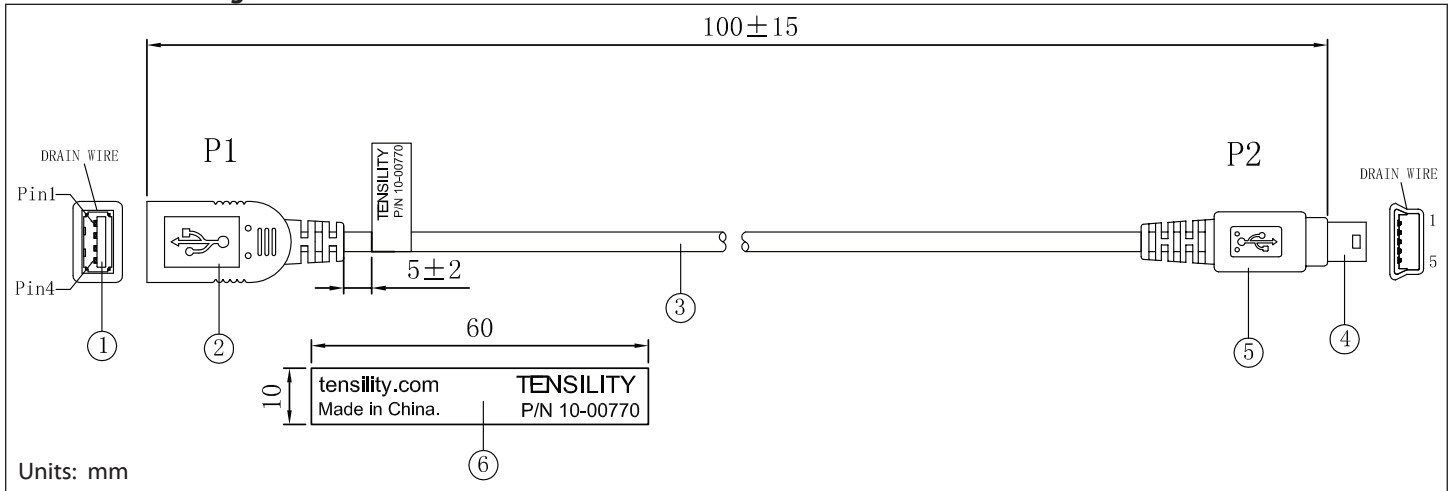 100±15
P1
P2
DRAIN WIRE
Pin1
Pin4
TENSILITY
P/N 10-00770
DRAIN WIRE
1
5
5±2
1
2
3
4
5
60
10
tensility.com
TENSILITY
Made in China.
P/N 10-00770
6
Units: mm